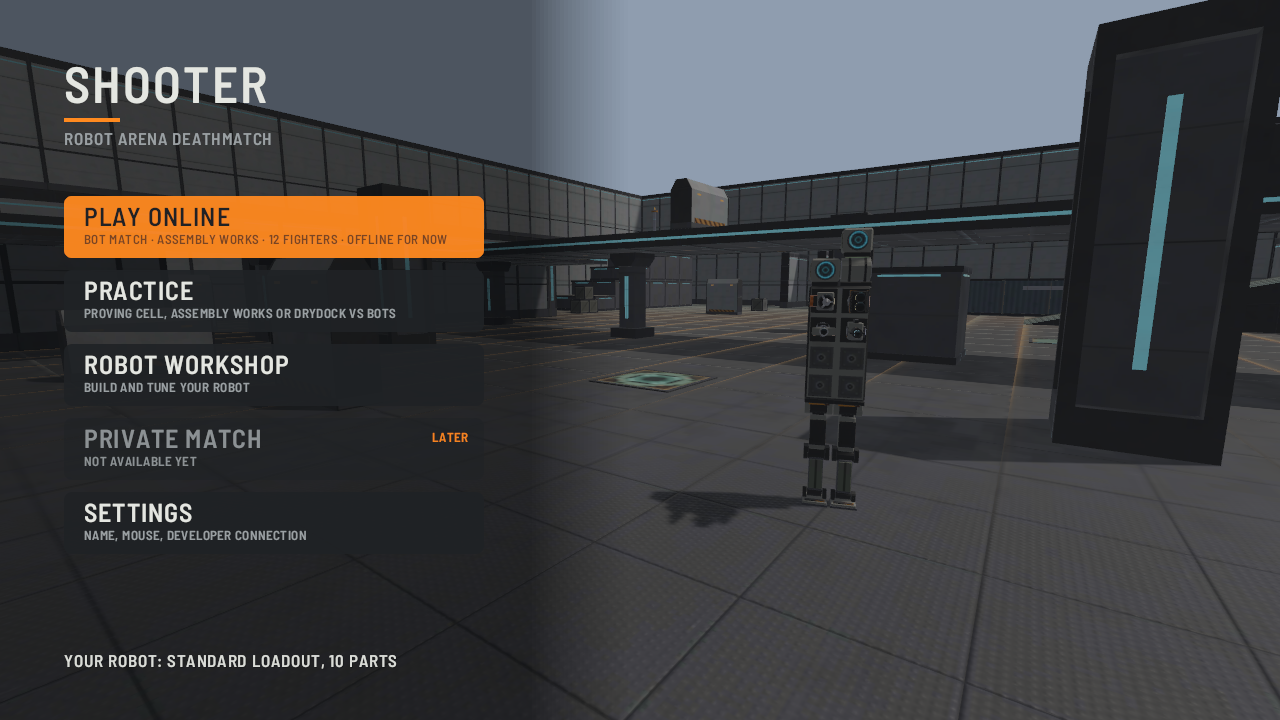 SHOOTER
ROBOT ARENA DEATHMATCH
PLAY ONLINE
BOT MATCH · ASSEMBLY WORKS · 12 FIGHTERS · OFFLINE FOR NOW
PRACTICE
PROVING CELL, ASSEMBLY WORKS OR DRYDOCK VS BOTS
ROBOT WORKSHOP
BUILD AND TUNE YOUR ROBOT
PRIVATE MATCH
LATER
NOT AVAILABLE YET
SETTINGS
NAME, MOUSE, DEVELOPER CONNECTION
YOUR ROBOT: STANDARD LOADOUT, 10 PARTS